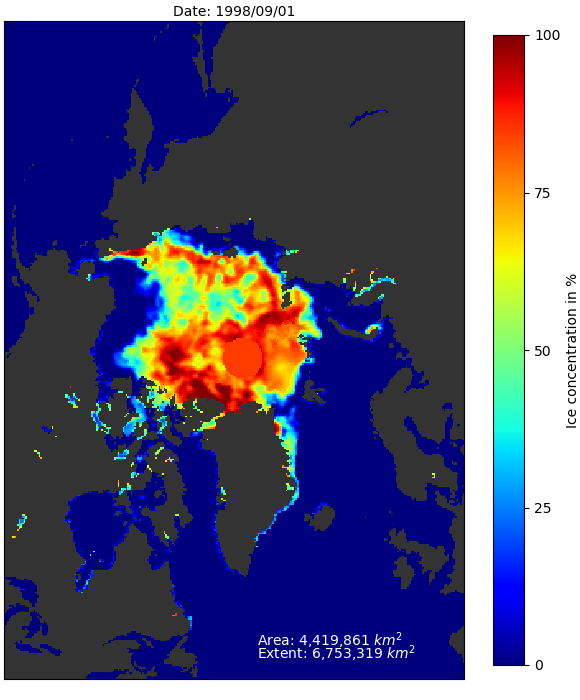 Date: 1998/09/01
100
75
50
25
0
Ice concentration in %
Area: 4,419,861 km²
Extent: 6,753,319 km²